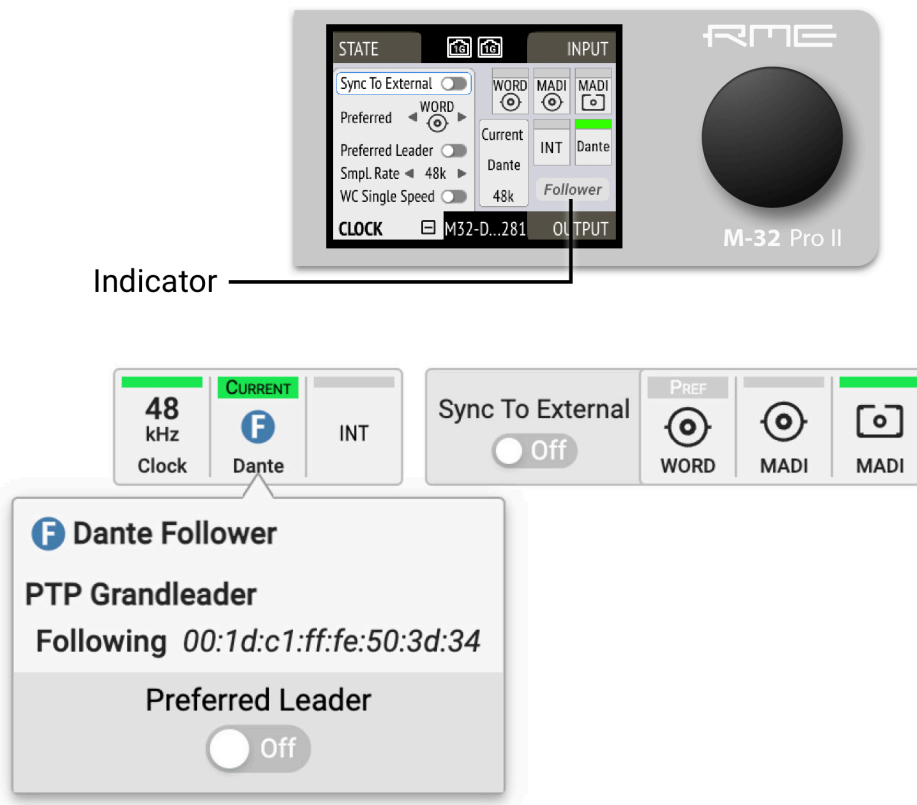 RME
STATE 1G 1G INPUT
Sync To External
WORD MADI MADI
Preferred WORD
Current
INT Dante
Preferred Leader
Dante
Smpl. Rate 48k
Follower
WC Single Speed
48k
CLOCK M32-D...281 OUTPUT
M-32 Pro II
Indicator
CURRENT
PREF
48
kHz
Clock
F
Dante
INT
Sync To External
Off
WORD
MADI
MADI
F Dante Follower
PTP Grandleader
Following 00:1d:c1:ff:fe:50:3d:34
Preferred Leader
Off